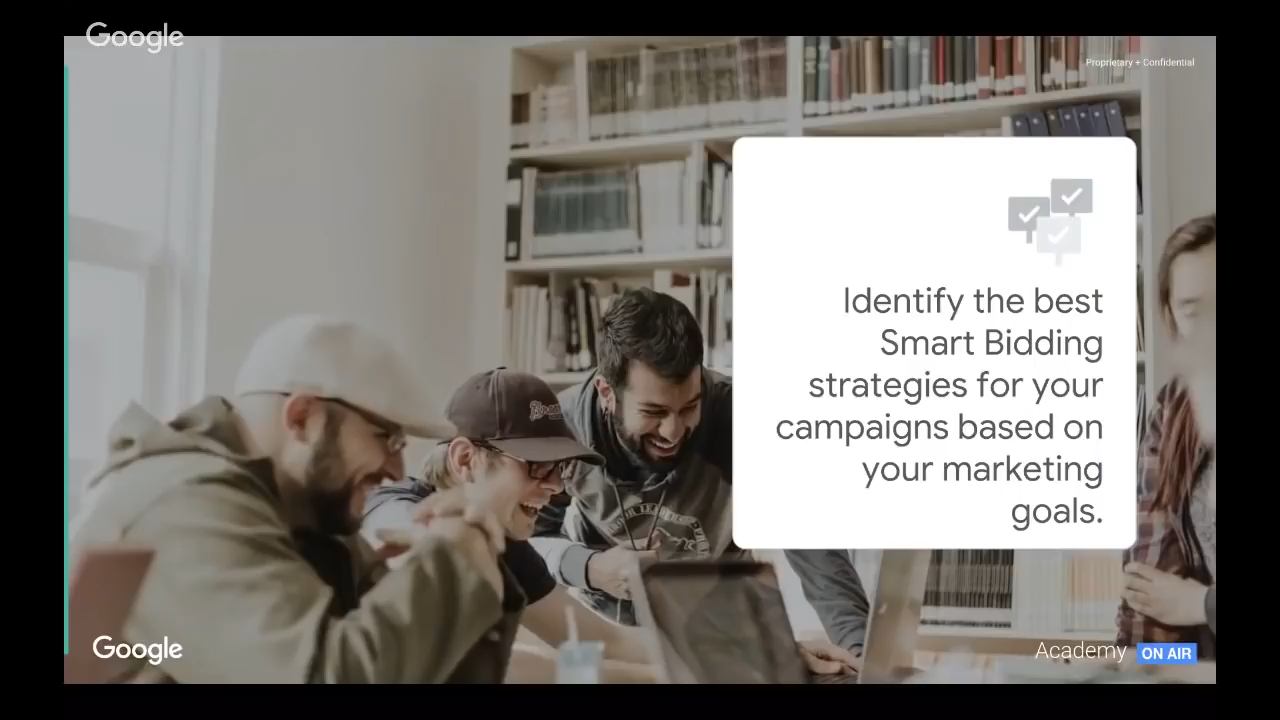 Google
Proprietary + Confidential
Identify the best
Smart Bidding
strategies for your
campaigns based on
your marketing
goals.
Google
Academy ON AIR